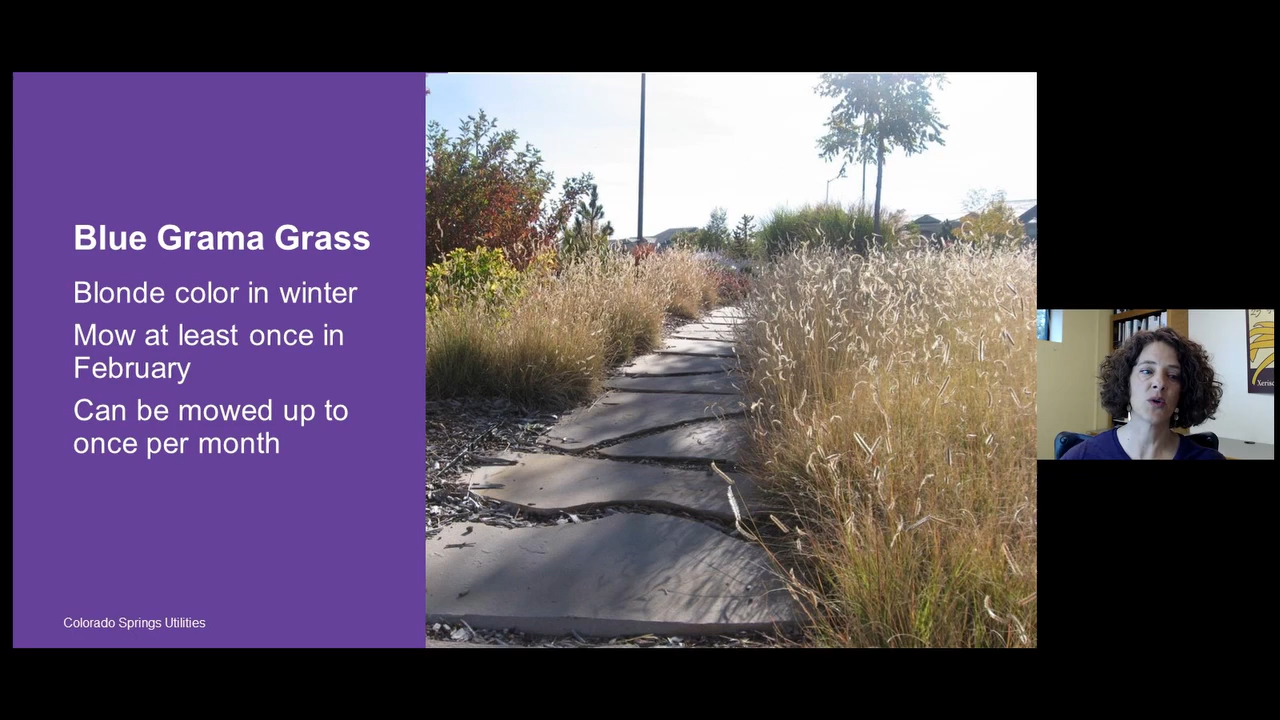 Blue Grama Grass
Blonde color in winter
Mow at least once in
February
Can be mowed up to
once per month
Colorado Springs Utilities